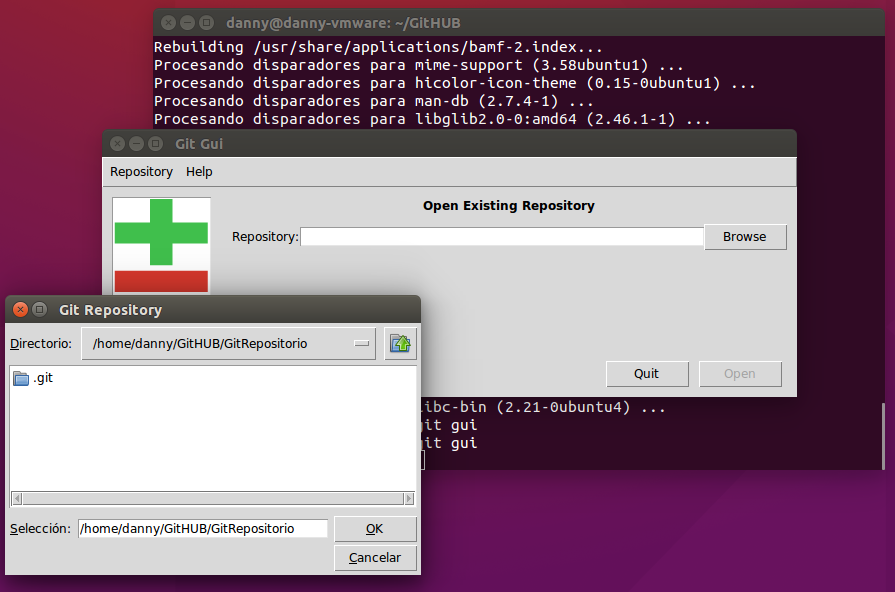 danny@danny-vmware: ~/GitHUB
Rebuilding /usr/share/applications/bamf-2.index...
Procesando disparadores para mime-support (3.58ubuntu1) ...
Procesando disparadores para hicolor-icon-theme (0.15-0ubuntu1) ...
Procesando disparadores para man-db (2.7.4-1) ...
Procesando disparadores para libglib2.0-0:amd64 (2.46.1-1) ...
Git Gui
Repository Help
Open Existing Repository
Repository: Browse
Quit Open
Git Repository
Directorio: /home/danny/GitHUB/GitRepositorio
.git
Selección: /home/danny/GitHUB/GitRepositorio OK
Cancelar
ibc-bin (2.21-0ubuntu4) ...
git gui
git gui